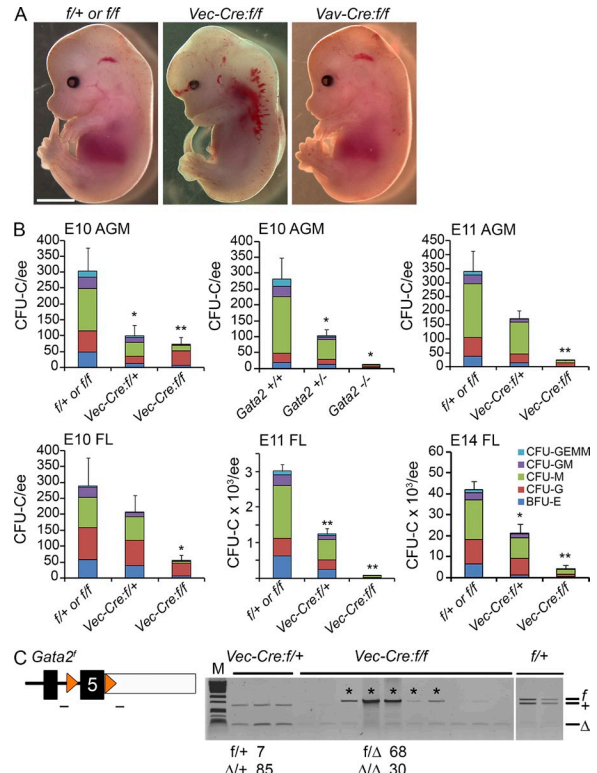 A
f/+ or f/f
Vec-Cre:f/f
Vav-Cre:f/f
B
E10 AGM
CFU-C/ee
400
350
300
250
200
150
100
50
0
*
**
f/+ or f/f
Vec-Cre:f/+
Vec-Cre:f/f
E10 AGM
CFU-C/ee
400
350
300
250
200
150
100
50
0
*
*
Gata2 +/+
Gata2 +/-
Gata2 -/-
E11 AGM
CFU-C/ee
450
400
350
300
250
200
150
100
50
0
**
f/+ or f/f
Vec-Cre:f/+
Vec-Cre:f/f
E10 FL
CFU-C/ee
400
350
300
250
200
150
100
50
0
*
f/+ or f/f
Vec-Cre:f/+
Vec-Cre:f/f
E11 FL
CFU-C x 10³/ee
3
2
1
0
**
**
f/+ or f/f
Vec-Cre:f/+
Vec-Cre:f/f
E14 FL
CFU-C x 10³/ee
60
50
40
30
20
10
0
*
**
f/+ or f/f
Vec-Cre:f/+
Vec-Cre:f/f
CFU-GEMM
CFU-GM
CFU-M
CFU-G
BFU-E
C
Gata2ᶠ
5
M
Vec-Cre:f/+
Vec-Cre:f/f
f/+
* * * * *
f
+
Δ
f/+ 7
Δ/+ 85
f/Δ 68
Δ/Δ 30